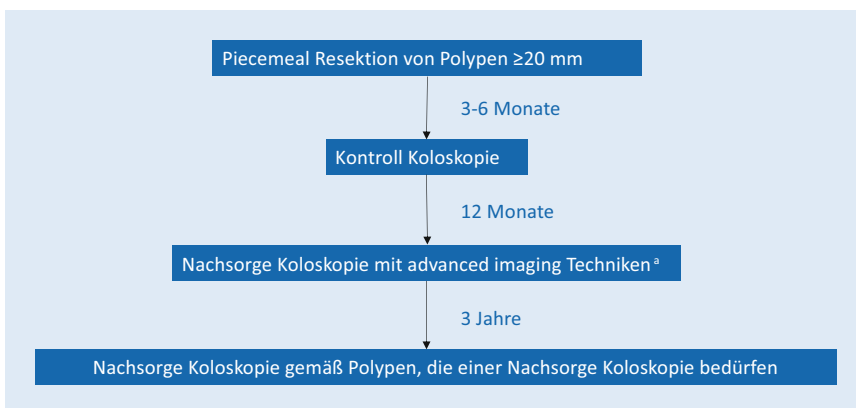 Piecemeal Resektion von Polypen ≥20 mm
3-6 Monate
Kontroll Koloskopie
12 Monate
Nachsorge Koloskopie mit advanced imaging Techniken ᵃ
3 Jahre
Nachsorge Koloskopie gemäß Polypen, die einer Nachsorge Koloskopie bedürfen